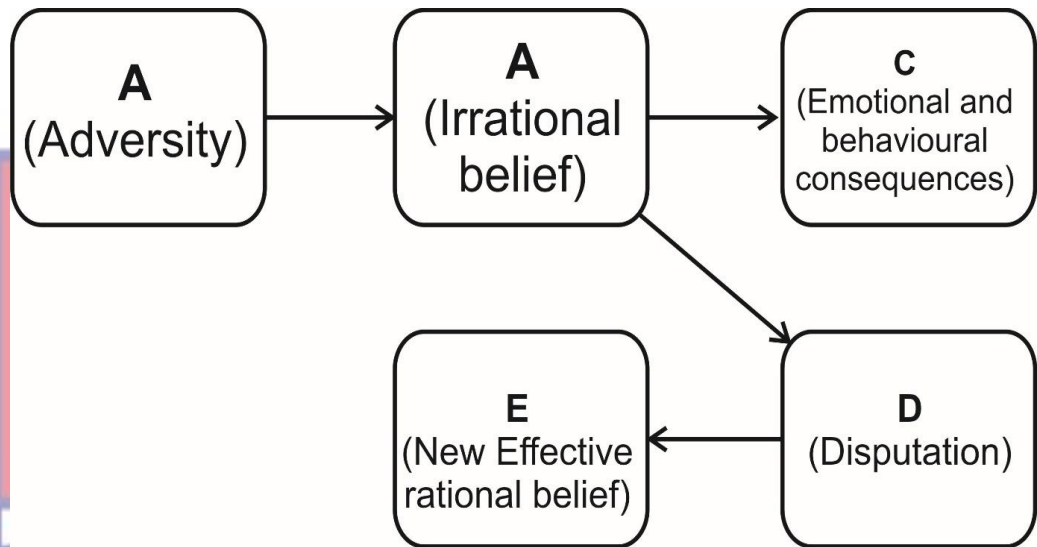 A
(Adversity)
A
(Irrational
belief)
C
(Emotional and
behavioural
consequences)
E
(New Effective
rational belief)
D
(Disputation)